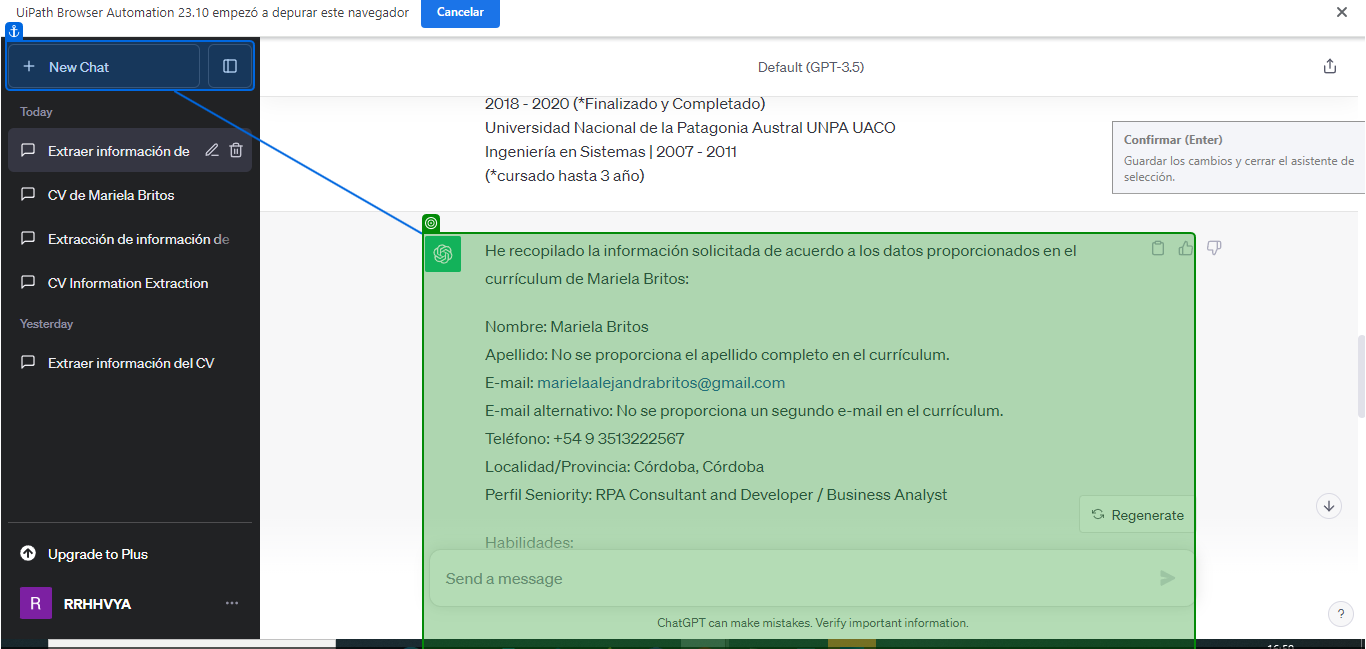 UiPath Browser Automation 23.10 empezó a depurar este navegador
Cancelar
New Chat
Today
Extraer información de
CV de Mariela Britos
Extracción de información de
CV Information Extraction
Yesterday
Extraer información del CV
Upgrade to Plus
R
RRHHVYA
Default (GPT-3.5)
2018 - 2020 (*Finalizado y Completado)
Universidad Nacional de la Patagonia Austral UNPA UACO
Ingeniería en Sistemas | 2007 - 2011
(*cursado hasta 3 año)
Confirmar (Enter)
Guardar los cambios y cerrar el asistente de
selección.
He recopilado la información solicitada de acuerdo a los datos proporcionados en el
currículum de Mariela Britos:
Nombre: Mariela Britos
Apellido: No se proporciona el apellido completo en el currículum.
E-mail: marielaalejandrabritos@gmail.com
E-mail alternativo: No se proporciona un segundo e-mail en el currículum.
Teléfono: +54 9 3513222567
Localidad/Provincia: Córdoba, Córdoba
Perfil Seniority: RPA Consultant and Developer / Business Analyst
Regenerate
Habilidades:
Send a message
ChatGPT can make mistakes. Verify important information.
?